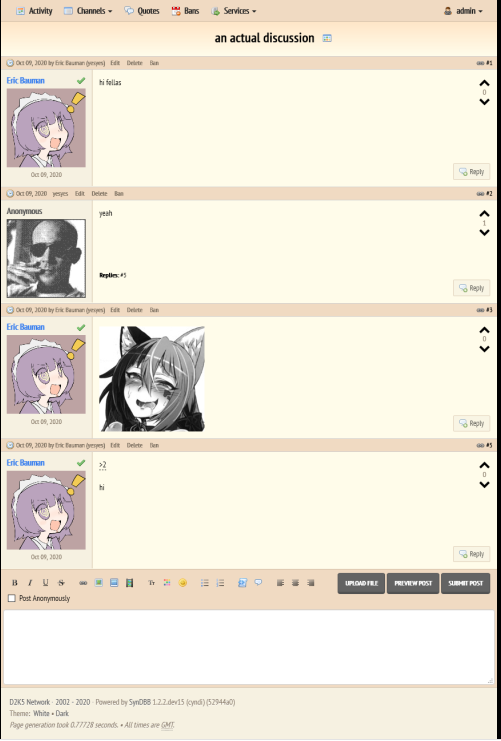 Activity Channels Quotes Bans Services admin
an actual discussion
Oct 09, 2020 by Eric Bauman (yesyes) Edit Delete Ban #1
Eric Bauman
hi fellas
0
Oct 09, 2020
Reply
Oct 09, 2020 yesyes Edit Delete Ban #2
Anonymous
yeah
1
Replies: #5
Reply
Oct 09, 2020 by Eric Bauman (yesyes) Edit Delete Ban #3
Eric Bauman
0
Oct 09, 2020
Reply
Oct 09, 2020 by Eric Bauman (yesyes) Edit Delete Ban #5
Eric Bauman
>2
0
hi
Oct 09, 2020
Reply
B I U S Tт UPLOAD FILE PREVIEW POST SUBMIT POST
Post Anonymously
D2K5 Network · 2002 - 2020 · Powered by SynDBB 1.2.2.dev15 (cyndi) (52944a0)
Theme: White • Dark
Page generation took 0.77728 seconds. • All times are GMT.